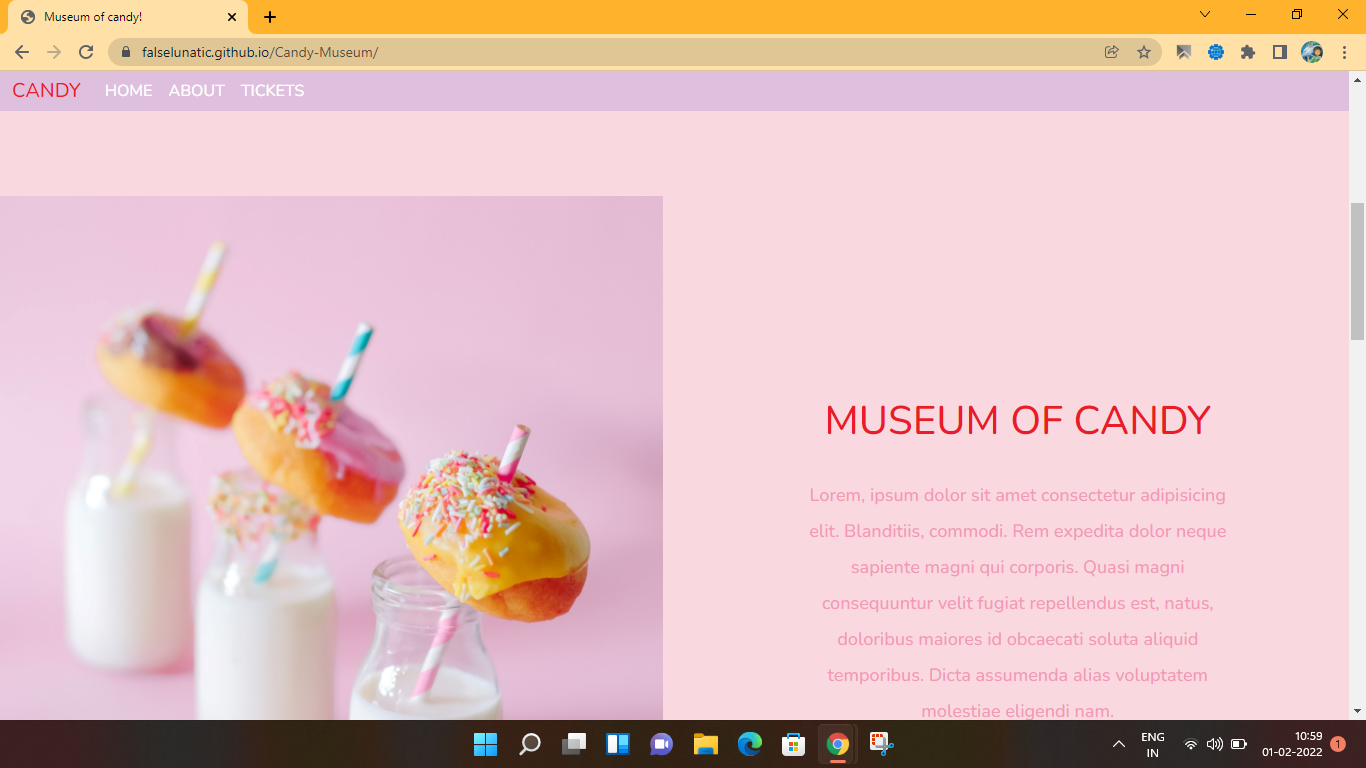 Museum of candy!
falselunatic.github.io/Candy-Museum/
CANDY HOME ABOUT TICKETS
MUSEUM OF CANDY
Lorem, ipsum dolor sit amet consectetur adipisicing
elit. Blanditiis, commodi. Rem expedita dolor neque
sapiente magni qui corporis. Quasi magni
consequuntur velit fugiat repellendus est, natus,
doloribus maiores id obcaecati soluta aliquid
temporibus. Dicta assumenda alias voluptatem
molestiae eligendi nam.
ENG
IN
10:59
01-02-2022
1